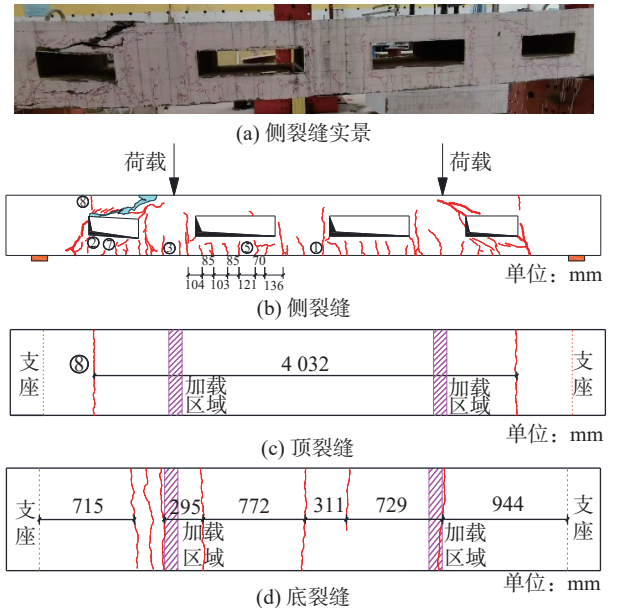 (a) 侧裂缝实景
荷载 荷载
⑧
② ⑦ ③ ⑤ ①
85 85 70
104 103 121 136
单位：mm
(b) 侧裂缝
支座 ⑧ 4 032 支座
加载区域 加载区域
单位：mm
(c) 顶裂缝
支座 715 295 772 311 729 944 支座
加载区域 加载区域
单位：mm
(d) 底裂缝